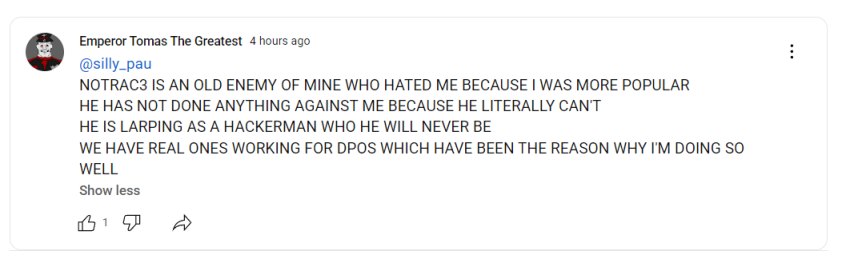 Emperor Tomas The Greatest 4 hours ago
@silly_pau
NOTRAC3 IS AN OLD ENEMY OF MINE WHO HATED ME BECAUSE I WAS MORE POPULAR
HE HAS NOT DONE ANYTHING AGAINST ME BECAUSE HE LITERALLY CAN'T
HE IS LARPING AS A HACKERMAN WHO HE WILL NEVER BE
WE HAVE REAL ONES WORKING FOR DPOS WHICH HAVE BEEN THE REASON WHY I'M DOING SO
WELL
Show less
1